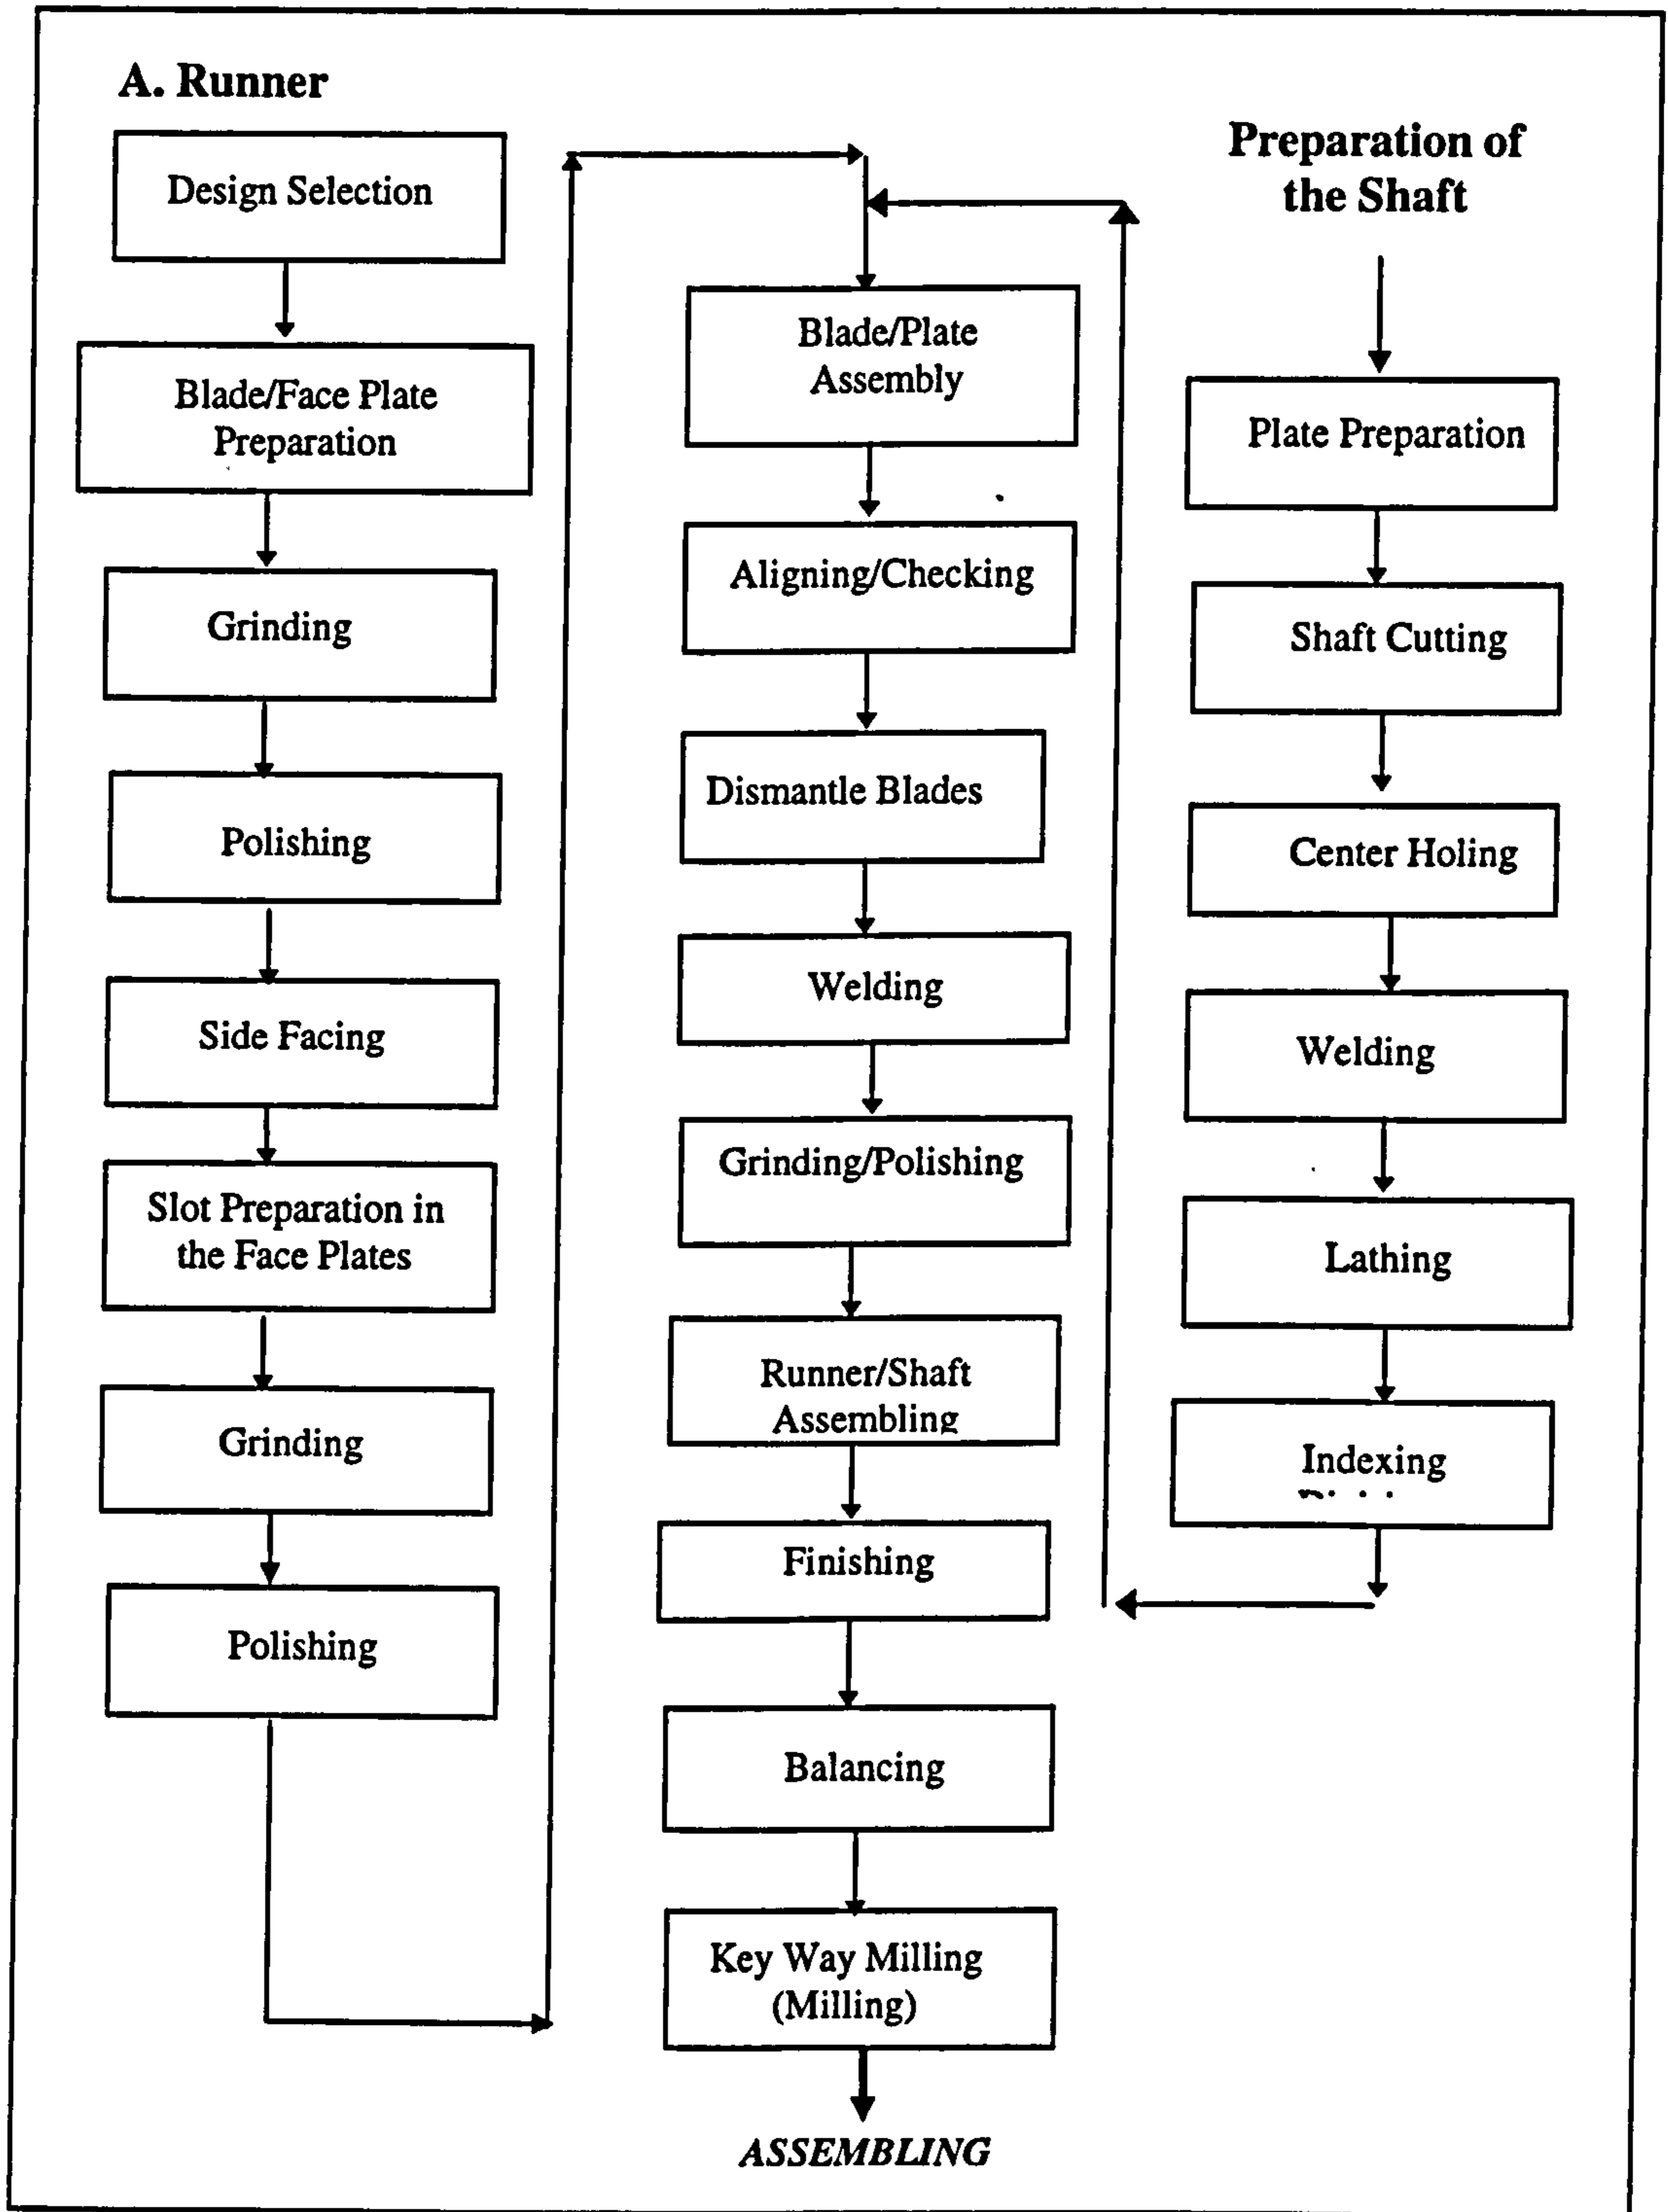 A. Runner
Design Selection
Blade/Face Plate
Preparation
Grinding
Polishing
Side Facing
Slot Preparation in
the Face Plates
Grinding
Polishing
Blade/Plate
Assembly
Aligning/Checking
Dismantle Blades
Welding
Grinding/Polishing
Runner/Shaft
Assembling
Finishing
Balancing
Key Way Milling
(Milling)
ASSEMBLING
Preparation of
the Shaft
Plate Preparation
Shaft Cutting
Center Holing
Welding
Lathing
Indexing